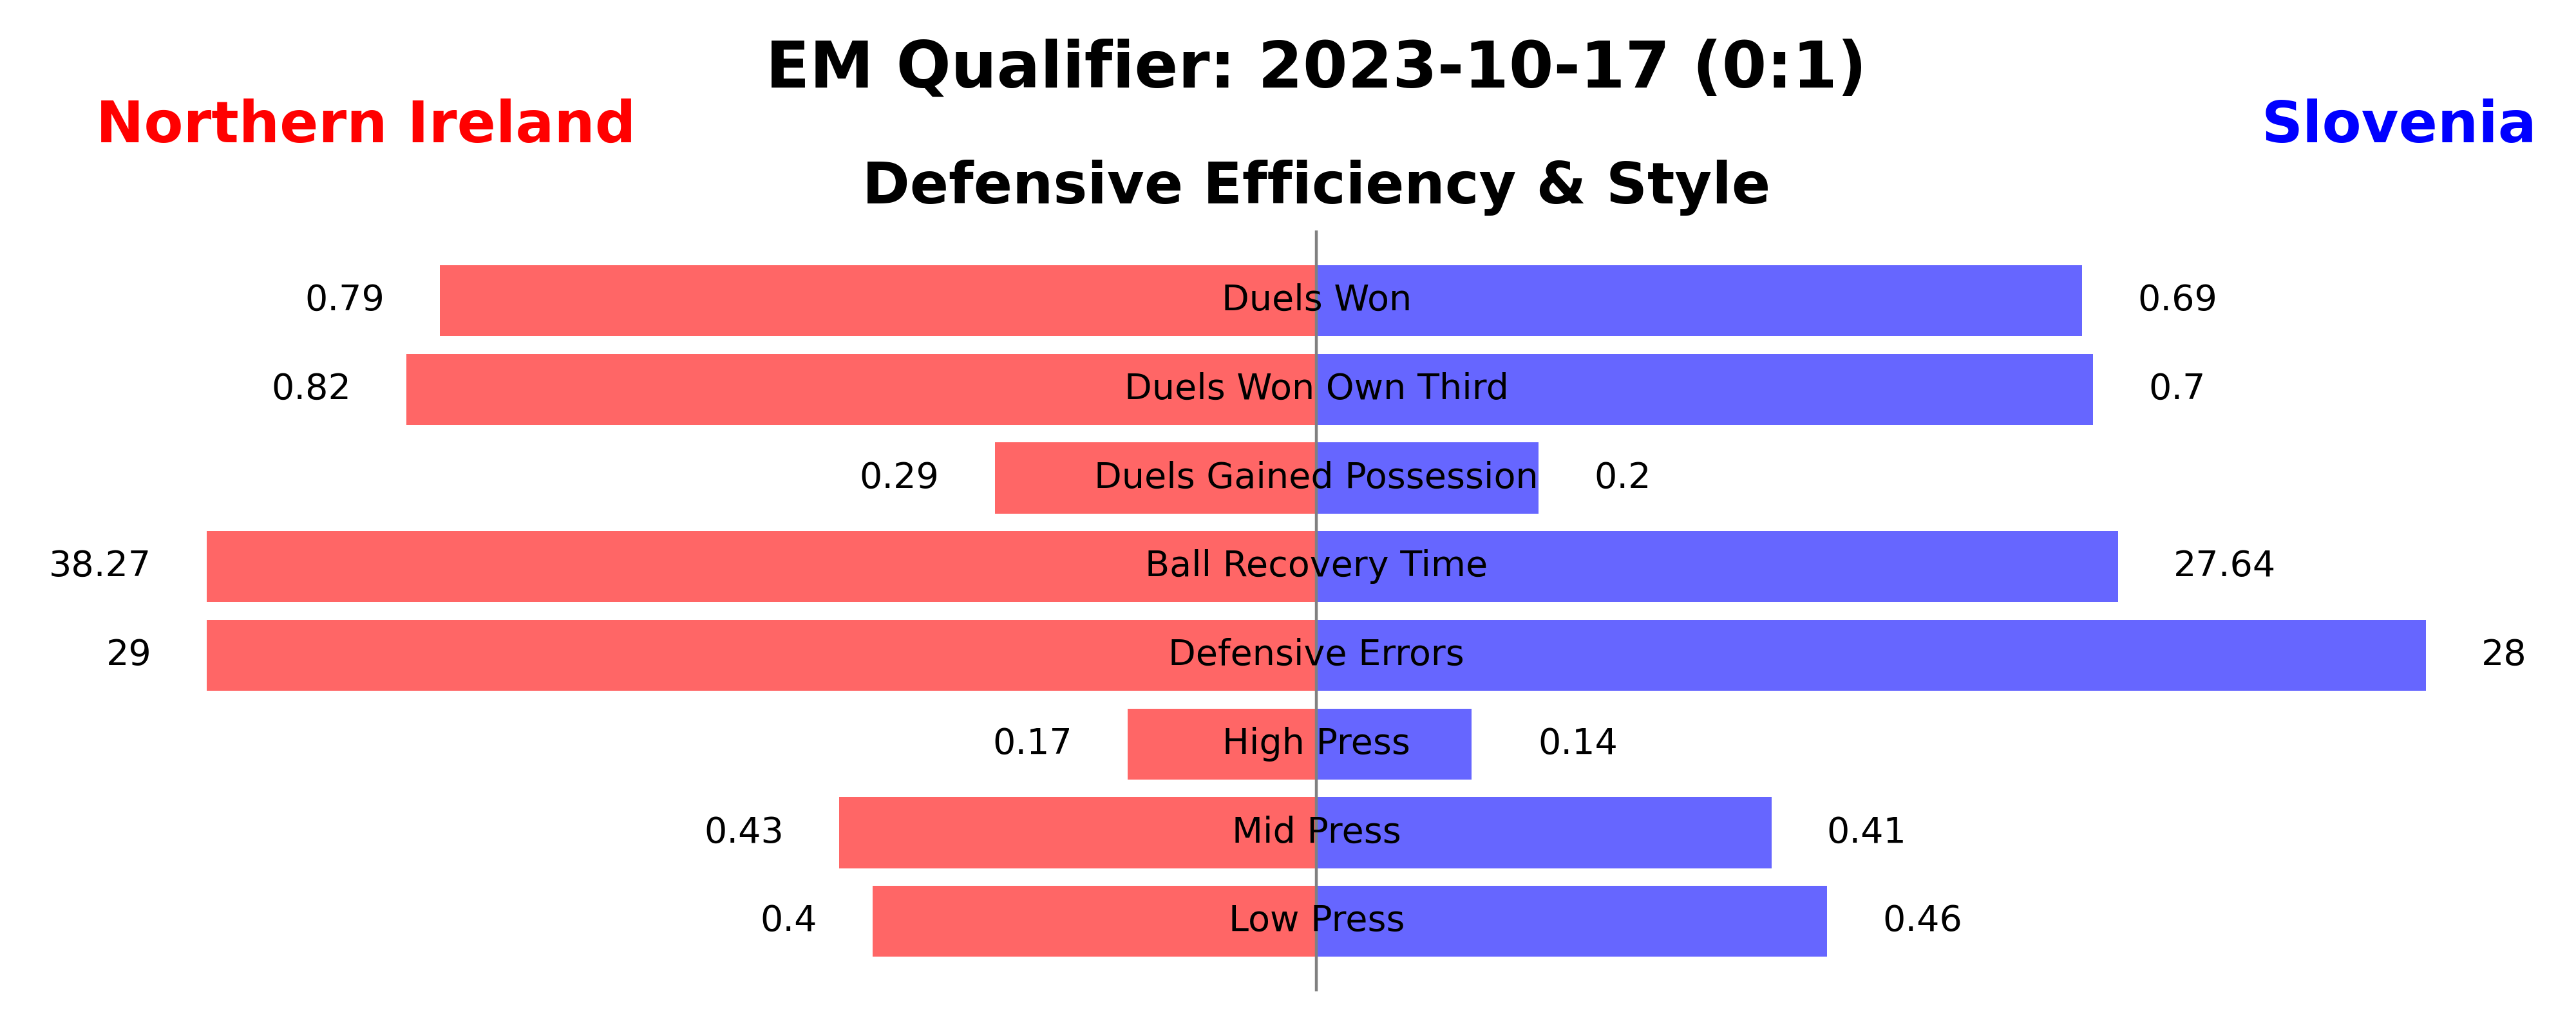 EM Qualifier: 2023-10-17 (0:1)
Northern Ireland
Slovenia
Defensive Efficiency & Style
0.79 Duels Won 0.69
0.82 Duels Won Own Third 0.7
0.29 Duels Gained Possession 0.2
38.27 Ball Recovery Time 27.64
29 Defensive Errors 28
0.17 High Press 0.14
0.43 Mid Press 0.41
0.4 Low Press 0.46